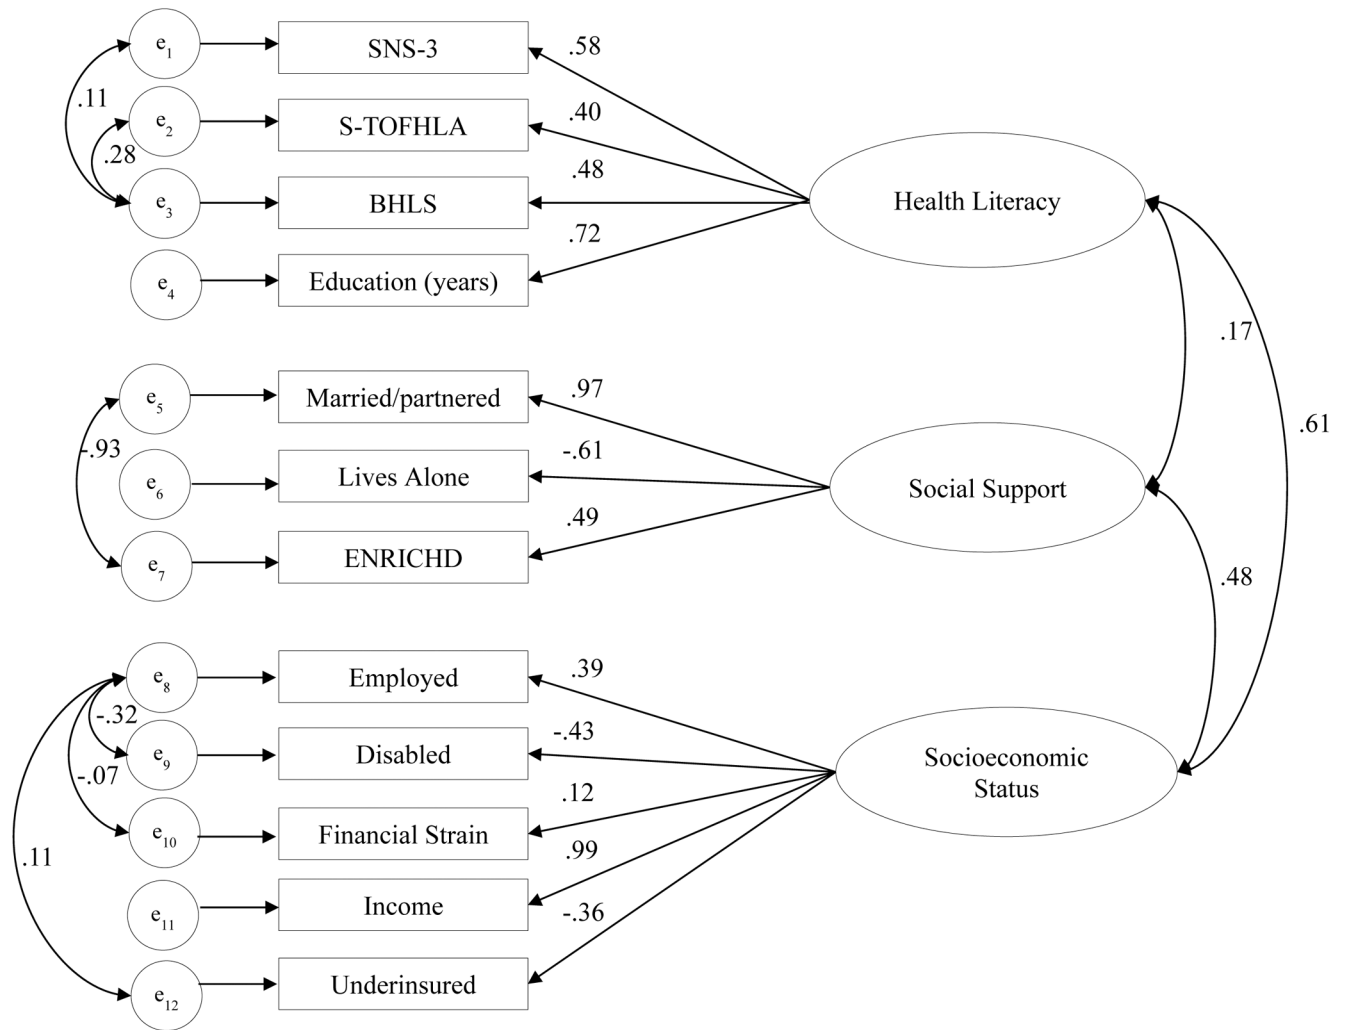 e1 SNS-3 .58
.11
e2 S-TOFHLA .40
.28
e3 BHLS .48
Health Literacy
e4 Education (years) .72
.17
.61
e5 Married/partnered .97
-.93
e6 Lives Alone -.61
Social Support
e7 ENRICHD .49
.48
e8 Employed .39
-.32
e9 Disabled -.43
-.07
Socioeconomic
Status
e10 Financial Strain .12
.11
e11 Income .99
e12 Underinsured -.36